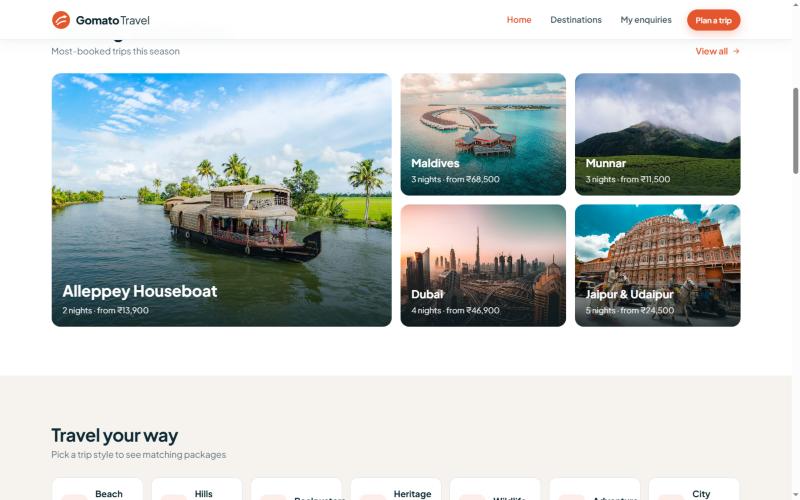 Gomato Travel
Home
Destinations
My enquiries
Plan a trip
Most-booked trips this season
View all →
Alleppey Houseboat
2 nights · from ₹13,900
Maldives
3 nights · from ₹68,500
Munnar
3 nights · from ₹11,500
Dubai
4 nights · from ₹46,900
Jaipur & Udaipur
5 nights · from ₹24,500
Travel your way
Pick a trip style to see matching packages
Beach
Hills
Heritage
City